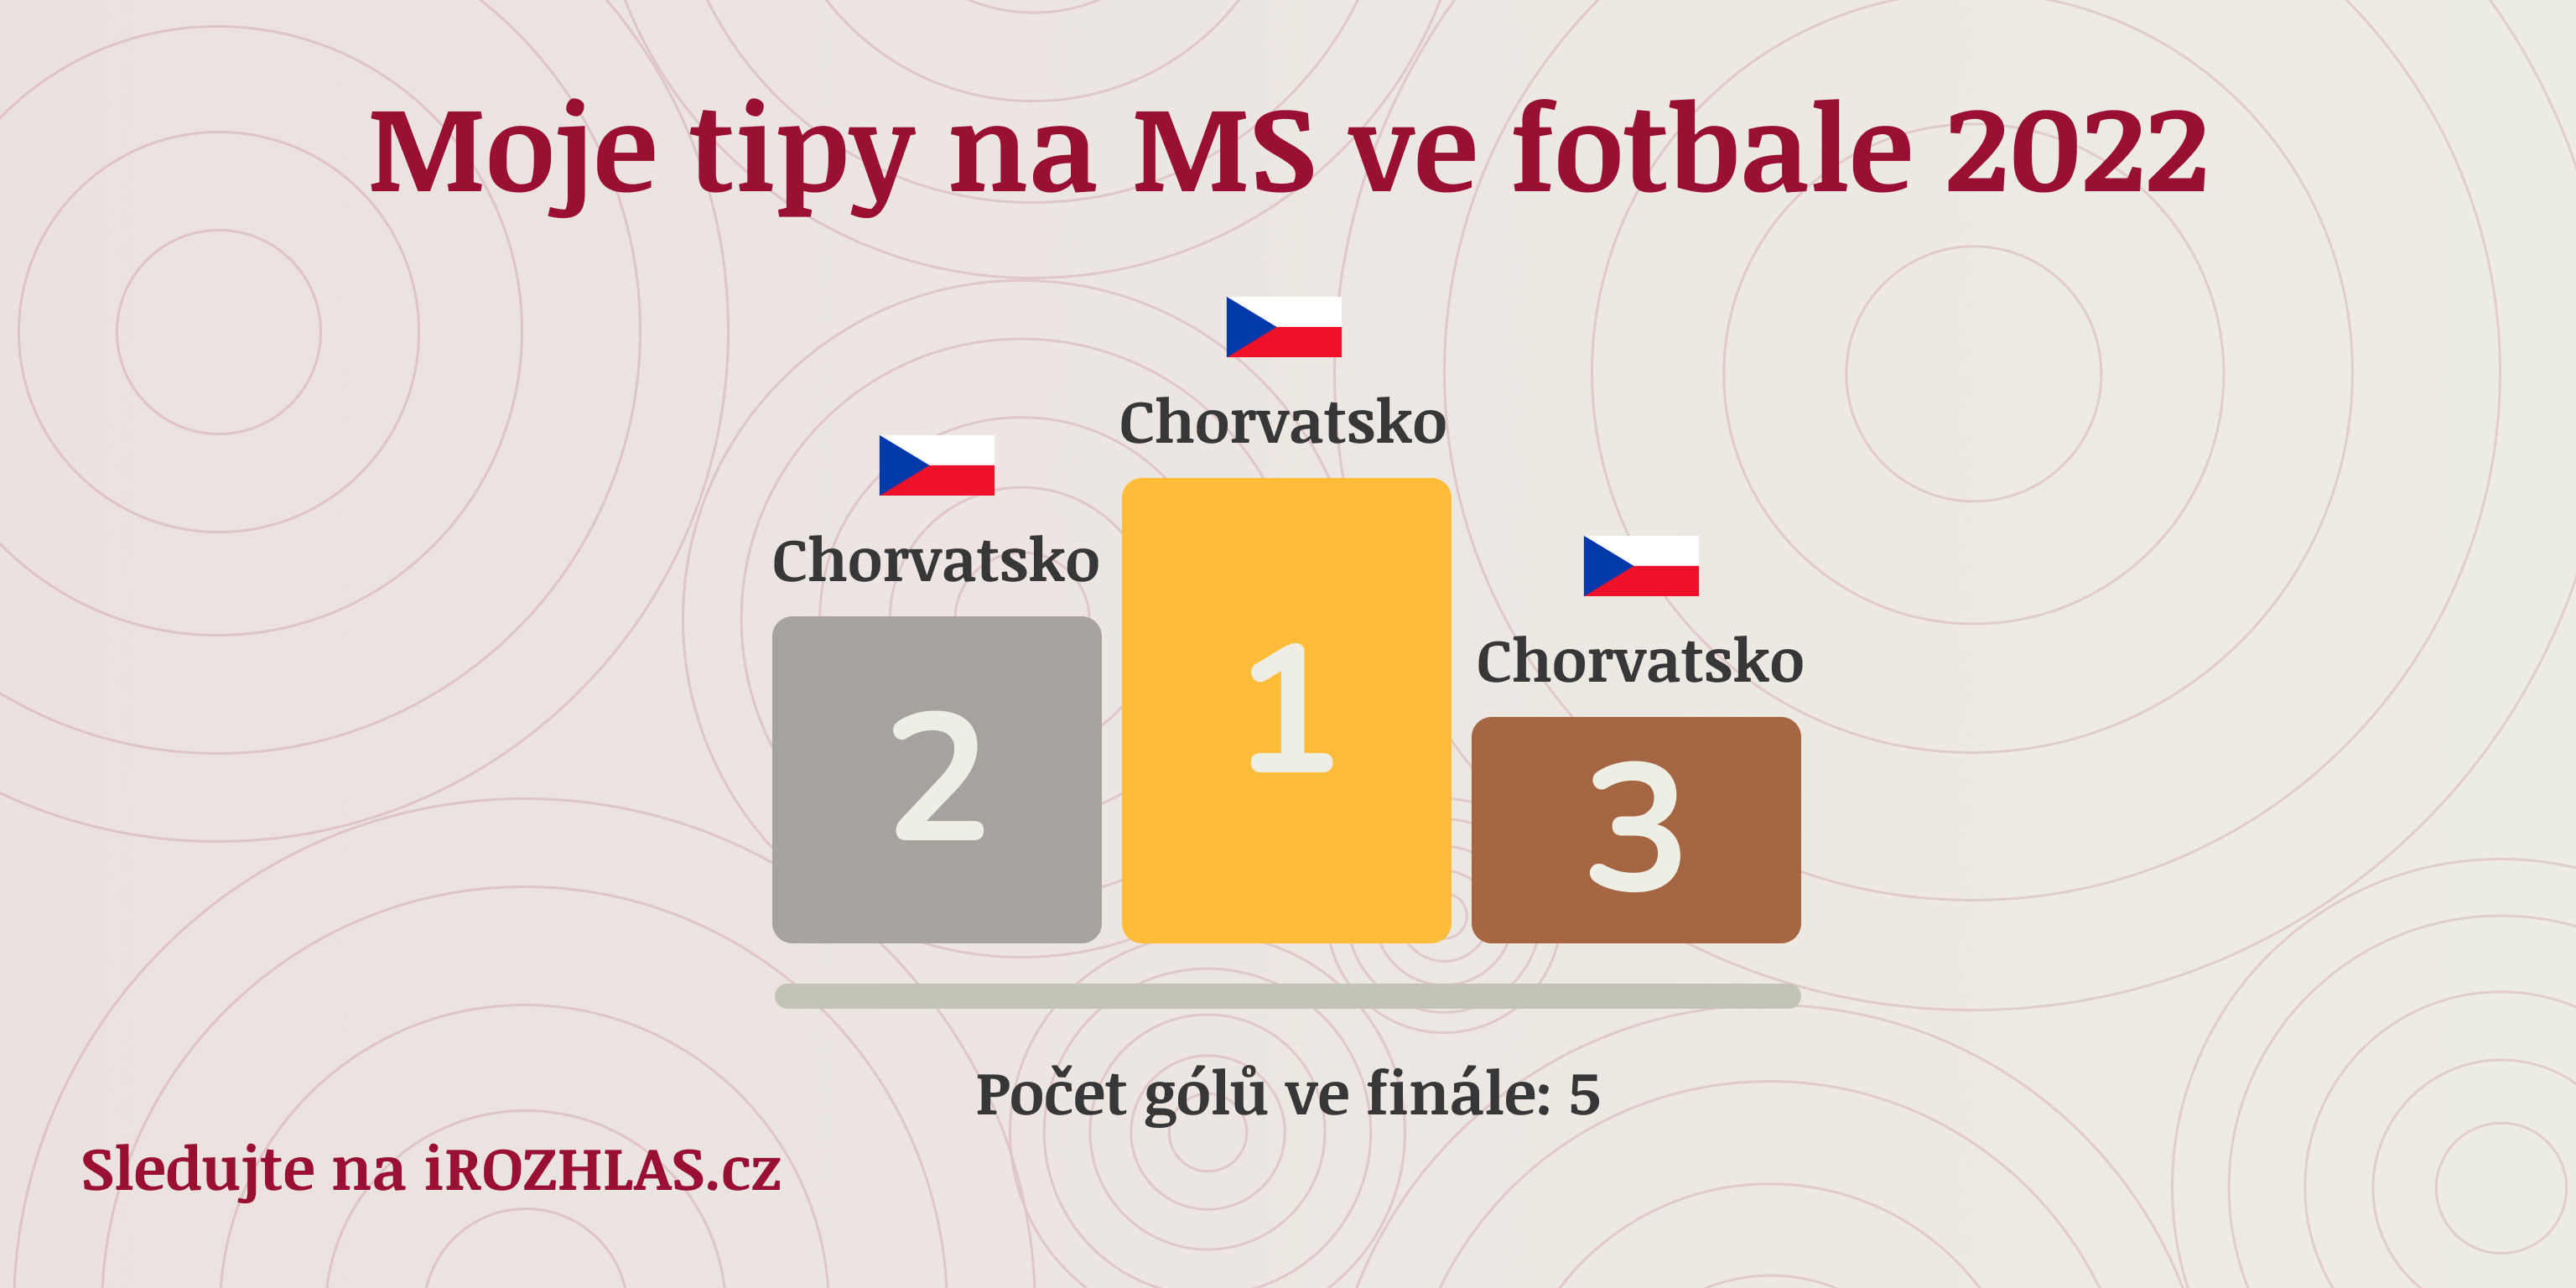 Moje tipy na MS ve fotbale 2022
Chorvatsko
Chorvatsko
Chorvatsko
2
1
3
Počet gólů ve finále: 5
Sledujte na iROZHLAS.cz